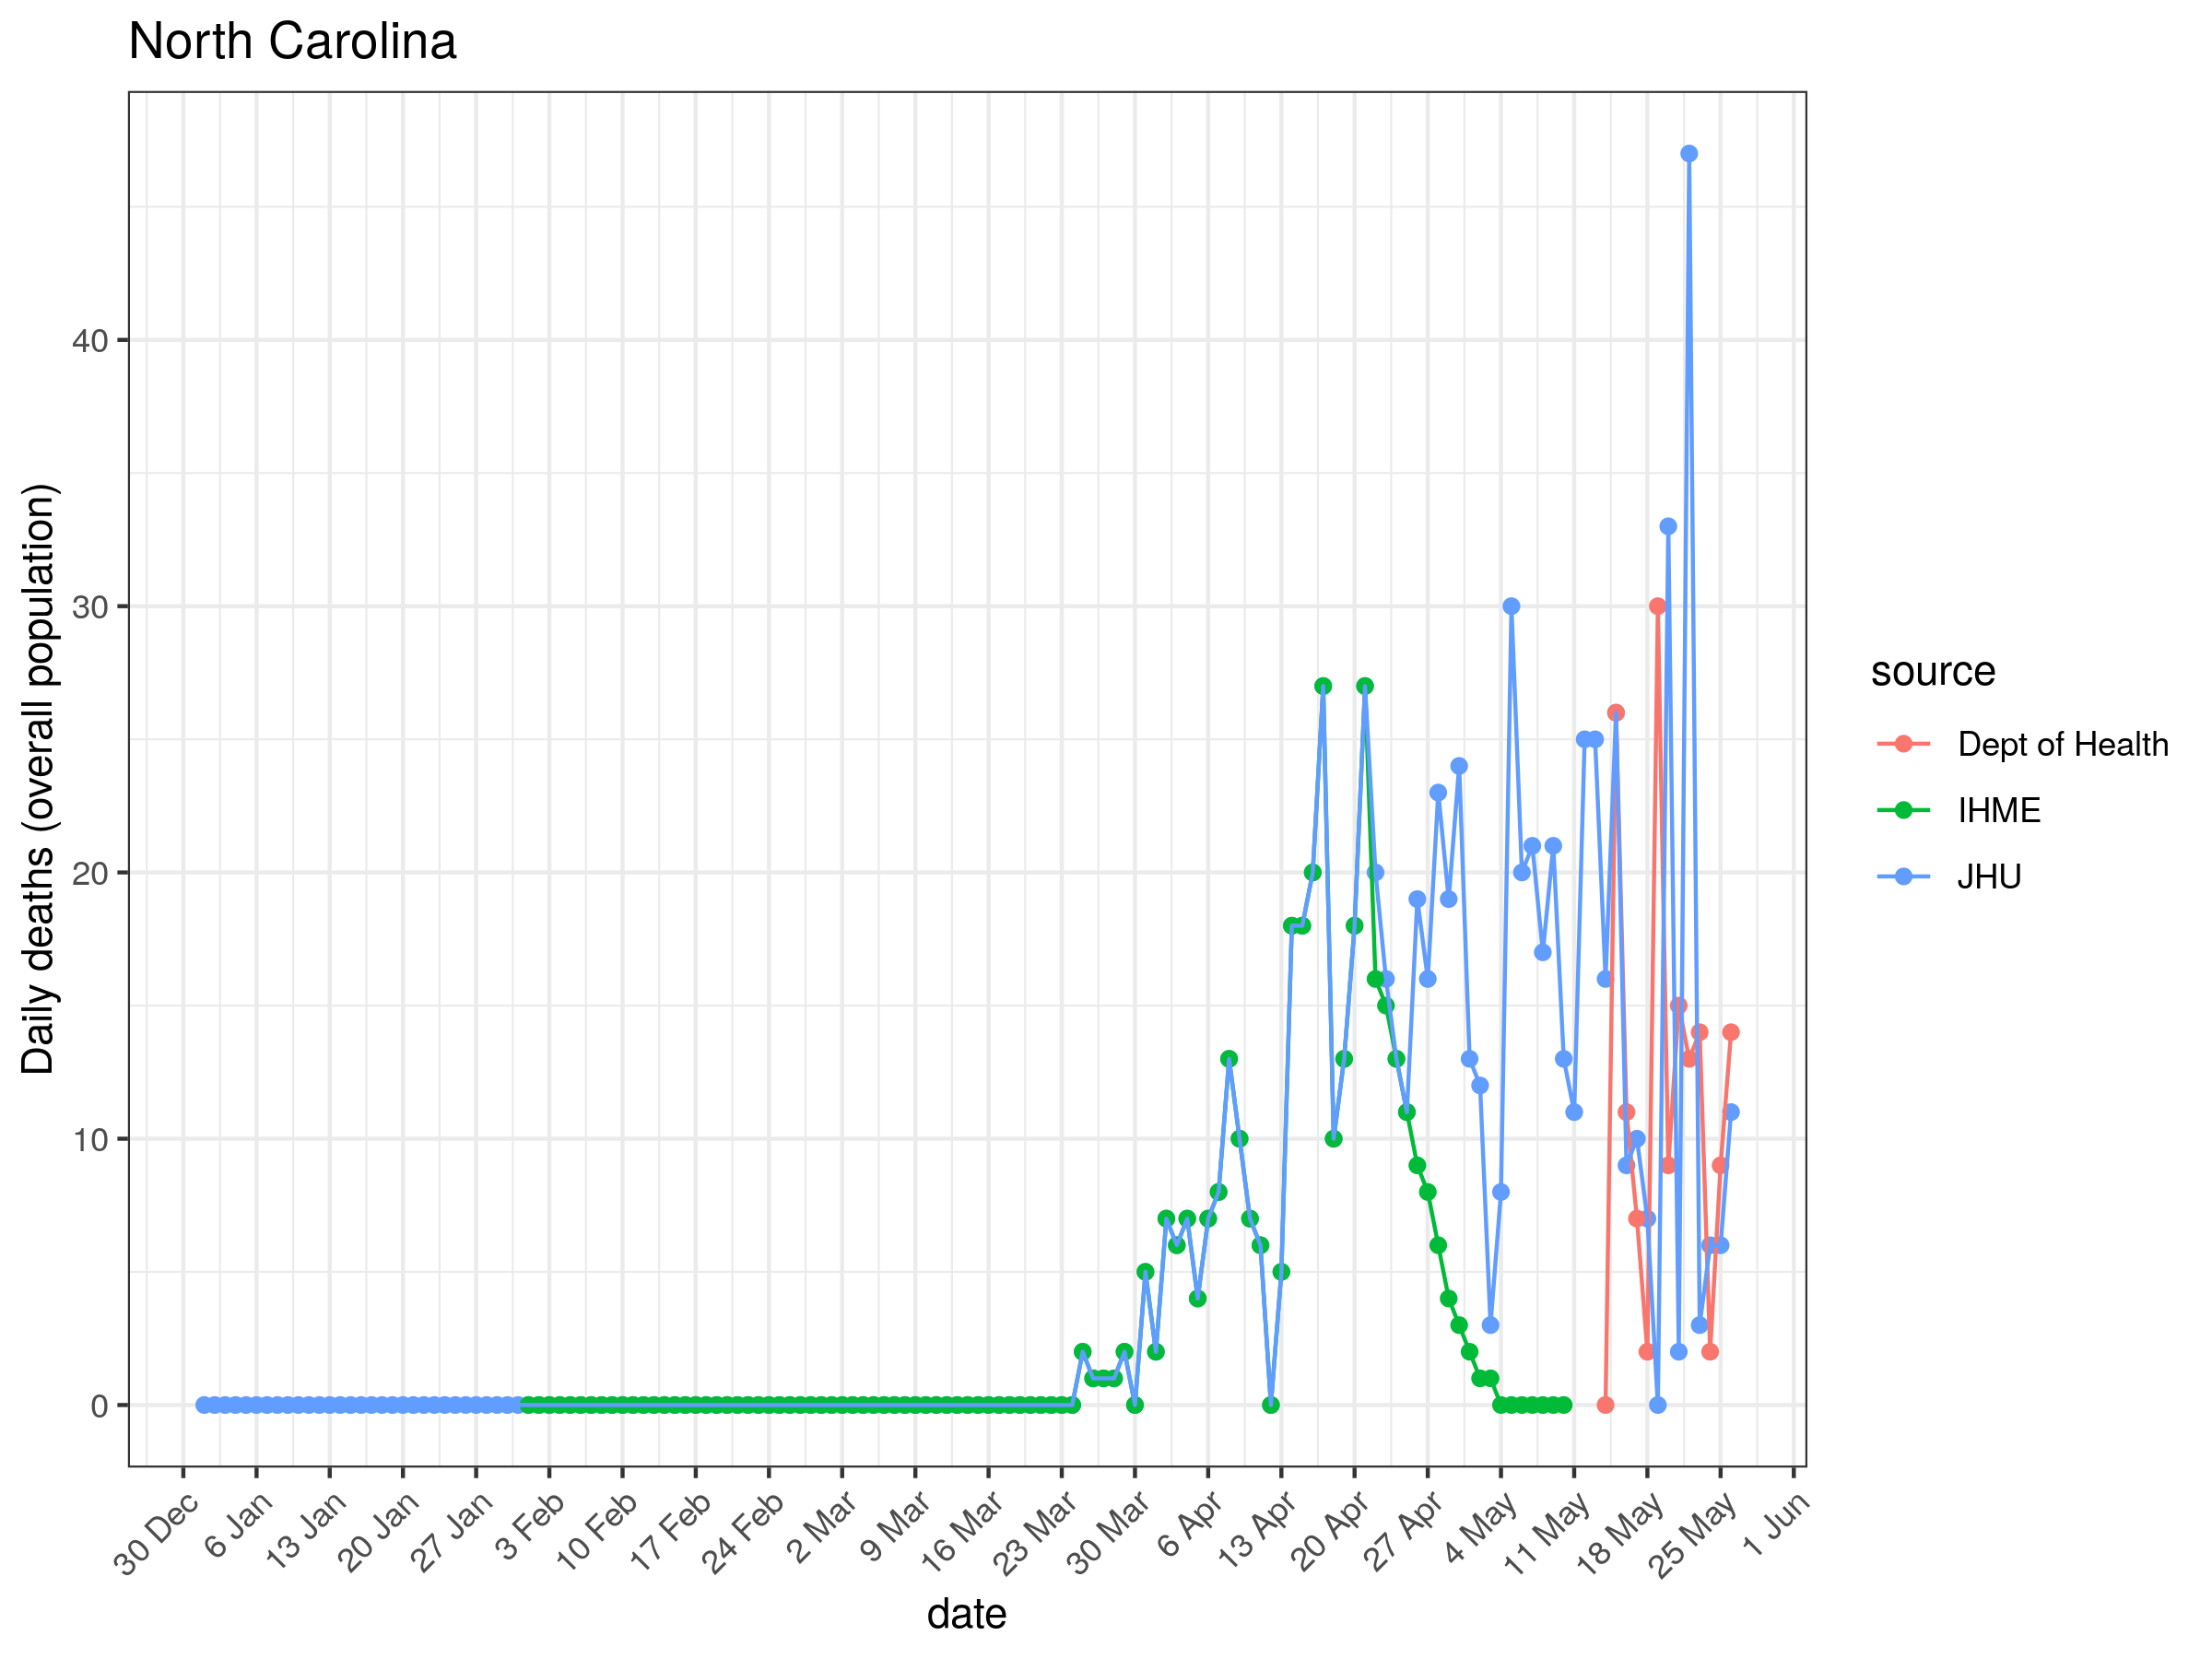 North Carolina
Daily deaths (overall population)
40
30
20
10
0
30 Dec
6 Jan
13 Jan
20 Jan
27 Jan
3 Feb
10 Feb
17 Feb
24 Feb
2 Mar
9 Mar
16 Mar
23 Mar
30 Mar
6 Apr
13 Apr
20 Apr
27 Apr
4 May
11 May
18 May
25 May
1 Jun
date
source
Dept of Health
IHME
JHU